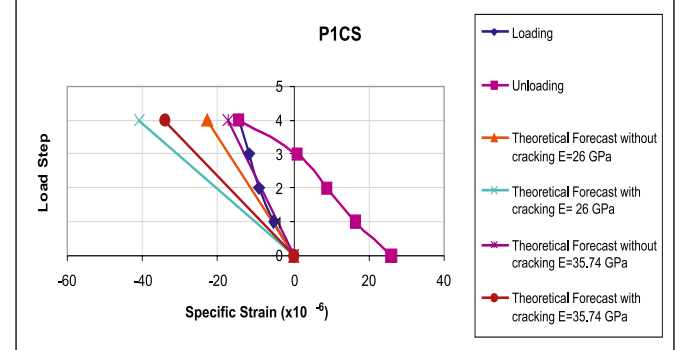 P1CS
Load Step
5
4
3
2
1
0
-60
-40
-20
0
20
40
Specific Strain (x10 -6)
Loading
Unloading
Theoretical Forecast without
cracking E=26 GPa
Theoretical Forecast with
cracking E= 26 GPa
Theoretical Forecast without
cracking E=35.74 GPa
Theoretical Forecast with
cracking E=35.74 GPa